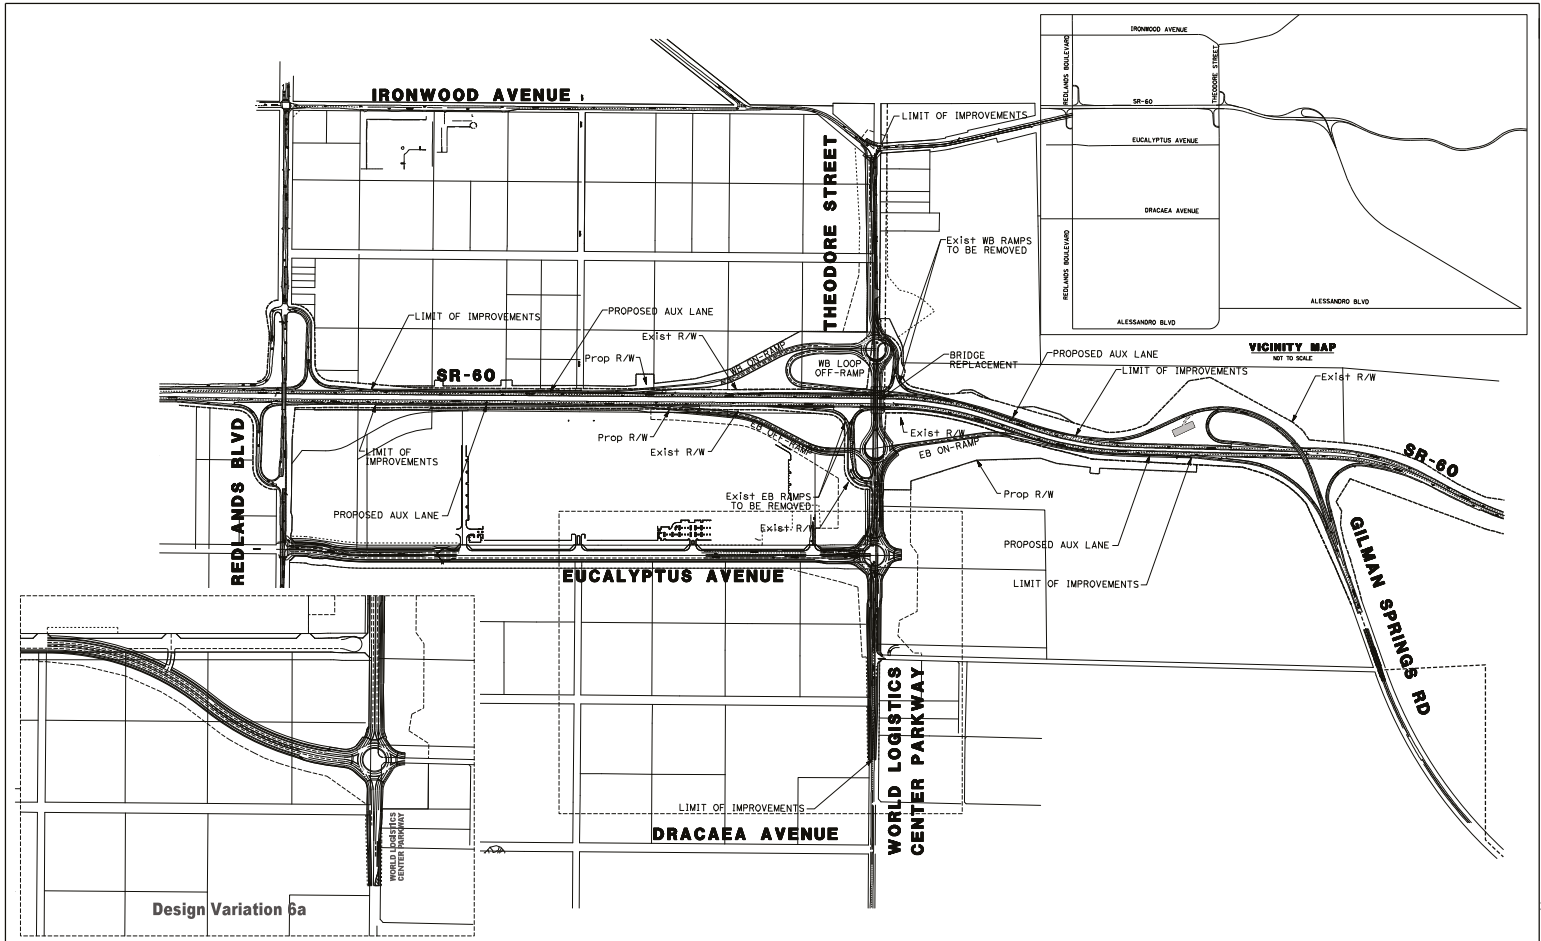 IRONWOOD AVENUE
THEODORE STREET
LIMIT OF IMPROVEMENTS
Exist WB RAMPS
TO BE REMOVED
LIMIT OF IMPROVEMENTS
PROPOSED AUX LANE
Exist R/W
Prop R/W
WB ON-RAMP
WB LOOP
OFF-RAMP
SR-60
BRIDGE
REPLACEMENT
PROPOSED AUX LANE
LIMIT OF IMPROVEMENTS
Exist R/W
REDLANDS BLVD
LIMIT OF
IMPROVEMENTS
Prop R/W
Exist R/W
EB OFF-RAMP
Exist R/W
EB ON-RAMP
SR-60
PROPOSED AUX LANE
Exist EB RAMPS
TO BE REMOVED
Exist R/W
Prop R/W
PROPOSED AUX LANE
LIMIT OF IMPROVEMENTS
GILMAN SPRINGS RD
EUCALYPTUS AVENUE
WORLD LOGISTICS
CENTER PARKWAY
LIMIT OF IMPROVEMENTS
DRACAEA AVENUE
IRONWOOD AVENUE
REDLANDS BOULEVARD
THEODORE STREET
SR-60
EUCALYPTUS AVENUE
DRACAEA AVENUE
REDLANDS BOULEVARD
ALESSANDRO BLVD
ALESSANDRO BLVD
VICINITY MAP
NOT TO SCALE
WORLD LOGISTICS
CENTER PARKWAY
Design Variation 6a